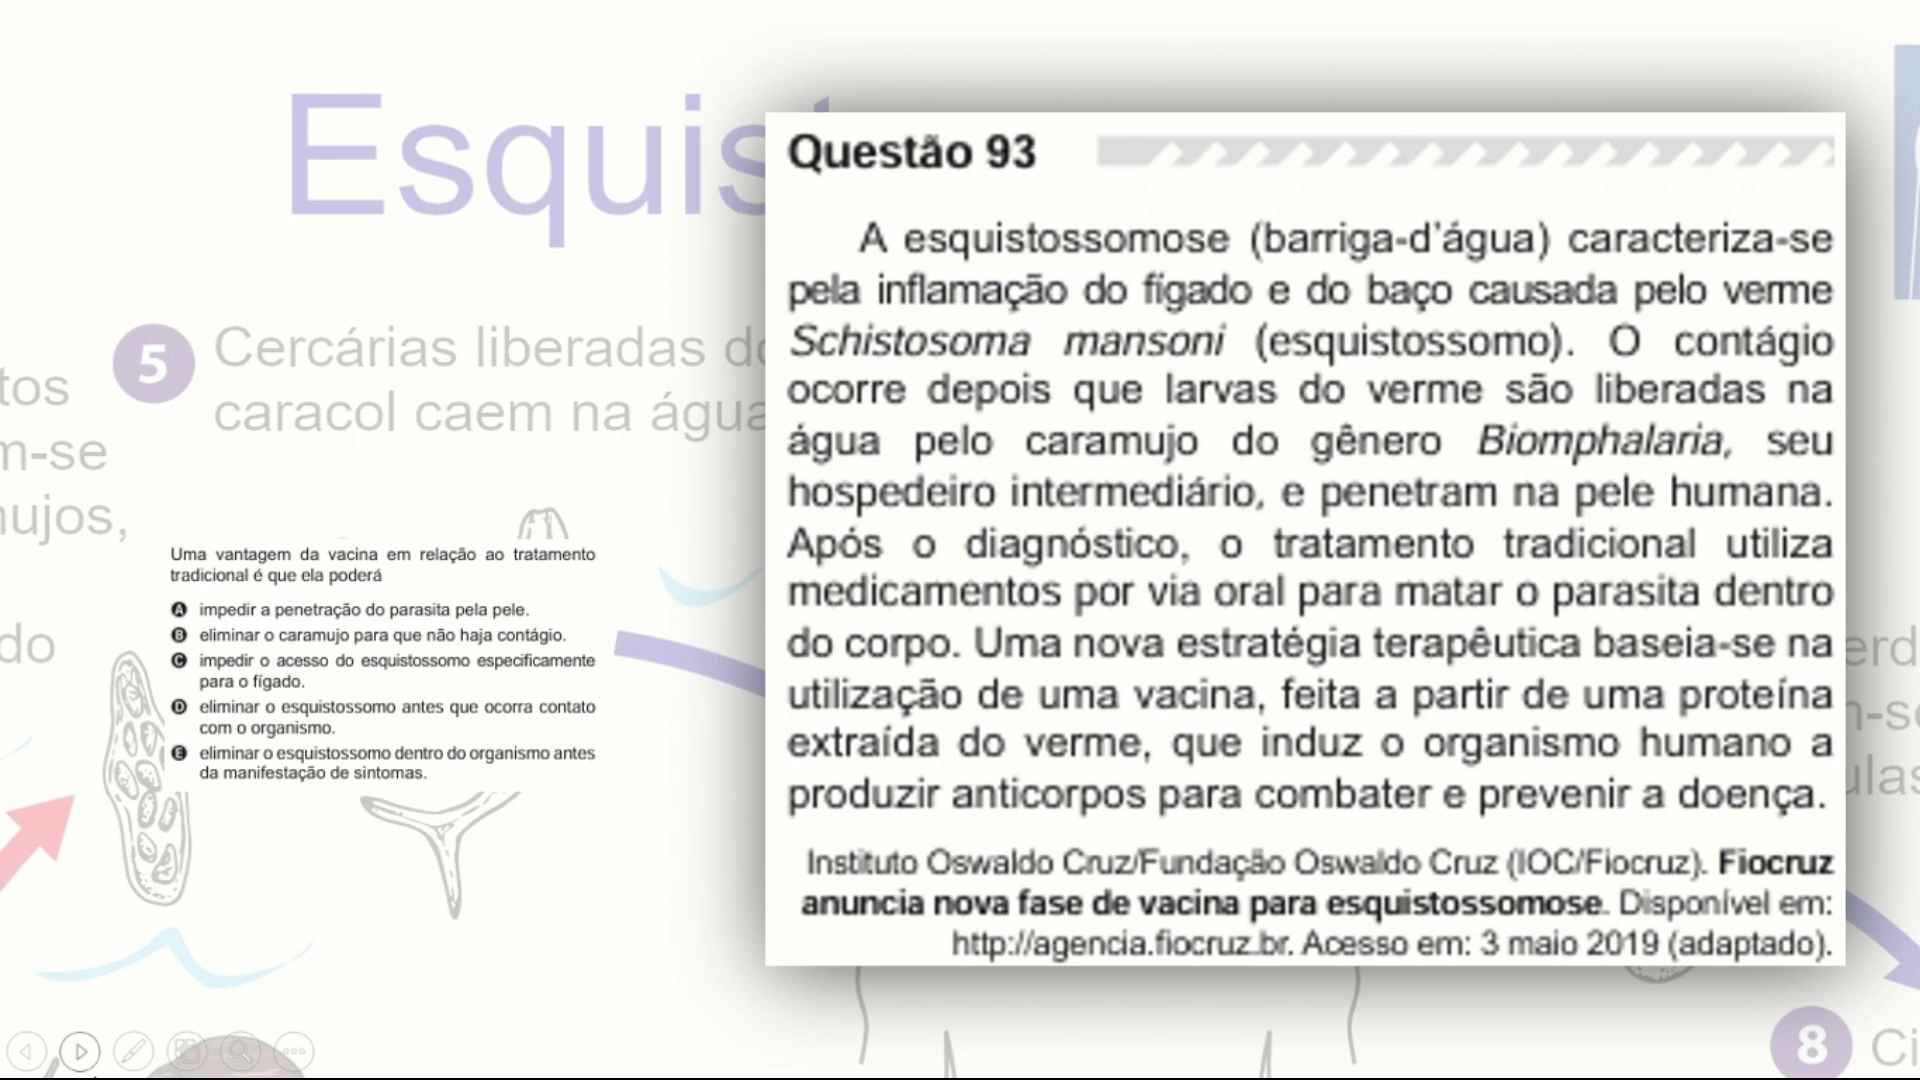 Esquist
5 Cercárias liberadas do
caracol caem na água
tos
m-se
nujos,
do
Uma vantagem da vacina em relação ao tratamento
tradicional é que ela poderá
A impedir a penetração do parasita pela pele.
B eliminar o caramujo para que não haja contágio.
C impedir o acesso do esquistossomo especificamente
para o fígado.
D eliminar o esquistossomo antes que ocorra contato
com o organismo.
E eliminar o esquistossomo dentro do organismo antes
da manifestação de sintomas.
Questão 93
A esquistossomose (barriga-d'água) caracteriza-se
pela inflamação do fígado e do baço causada pelo verme
Schistosoma mansoni (esquistossomo). O contágio
ocorre depois que larvas do verme são liberadas na
água pelo caramujo do gênero Biomphalaria, seu
hospedeiro intermediário, e penetram na pele humana.
Após o diagnóstico, o tratamento tradicional utiliza
medicamentos por via oral para matar o parasita dentro
do corpo. Uma nova estratégia terapêutica baseia-se na
utilização de uma vacina, feita a partir de uma proteína
extraída do verme, que induz o organismo humano a
produzir anticorpos para combater e prevenir a doença.
Instituto Oswaldo Cruz/Fundação Oswaldo Cruz (IOC/Fiocruz). Fiocruz
anuncia nova fase de vacina para esquistossomose. Disponível em:
http://agencia.fiocruz.br. Acesso em: 3 maio 2019 (adaptado).
erd
ulas
8 Ci